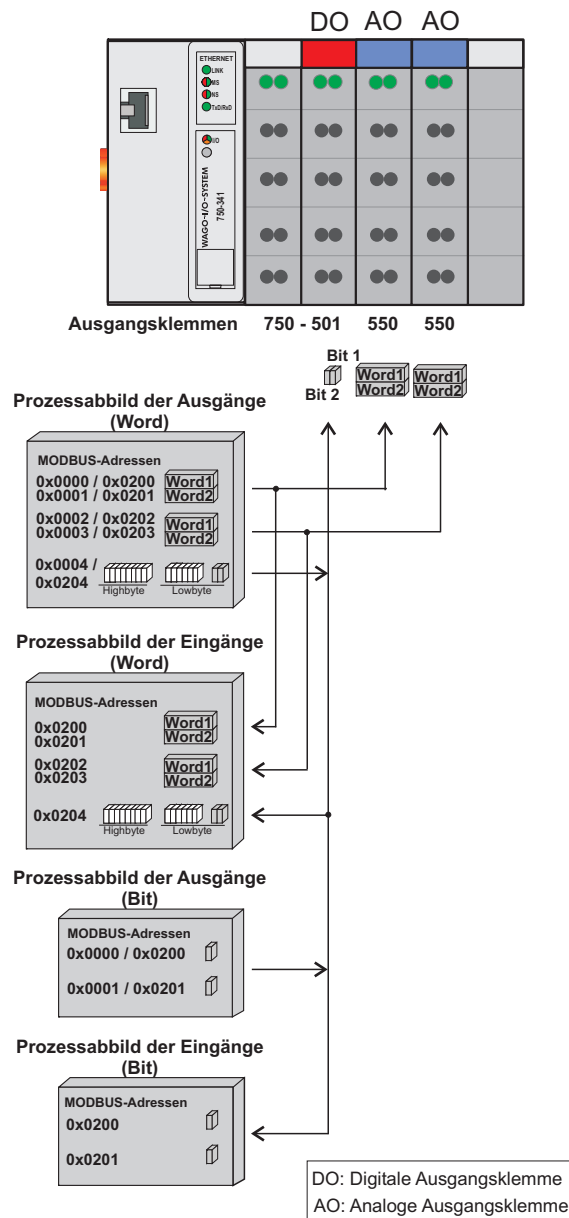 DO AO AO
ETHERNET
LINK
MS
NS
TxD/RxD
I/O
WAGO-I/O-SYSTEM
750-341
Ausgangsklemmen 750 - 501 550 550
Bit 1
Bit 2
Word1 Word1
Word2 Word2
Prozessabbild der Ausgänge
(Word)
MODBUS-Adressen
0x0000 / 0x0200 Word1
0x0001 / 0x0201 Word2
0x0002 / 0x0202 Word1
0x0003 / 0x0203 Word2
0x0004 /
0x0204
Highbyte Lowbyte
Prozessabbild der Eingänge
(Word)
MODBUS-Adressen
0x0200 Word1
0x0201 Word2
0x0202 Word1
0x0203 Word2
0x0204
Highbyte Lowbyte
Prozessabbild der Ausgänge
(Bit)
MODBUS-Adressen
0x0000 / 0x0200
0x0001 / 0x0201
Prozessabbild der Eingänge
(Bit)
MODBUS-Adressen
0x0200
0x0201
DO: Digitale Ausgangsklemme
AO: Analoge Ausgangsklemme